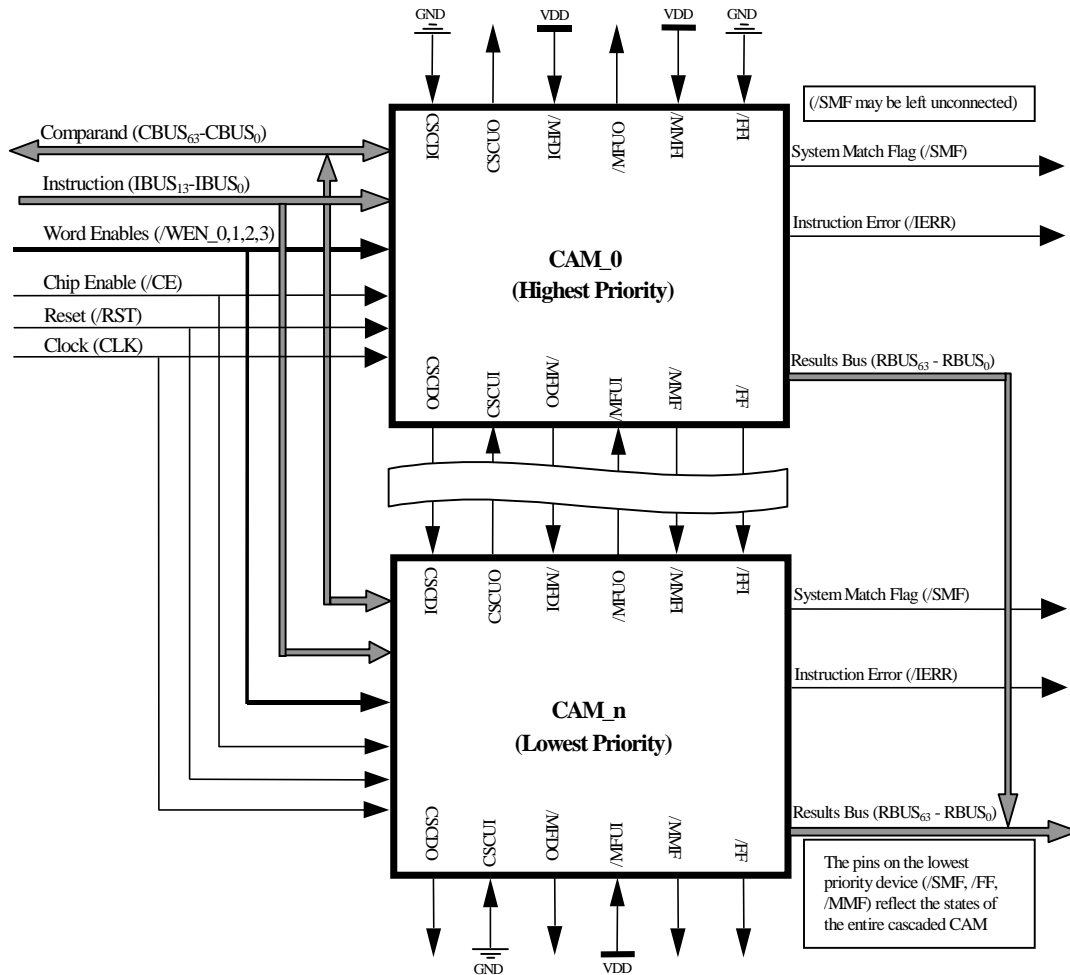 GND VDD VDD GND
CSCDI CSCUO /MFDI /MFUO /MMFI /FFI
(/SMF may be left unconnected)
Comparand (CBUS63-CBUS0)
System Match Flag (/SMF)
Instruction (IBUS13-IBUS0)
Instruction Error (/IERR)
Word Enables (/WEN_0,1,2,3)
CAM_0
(Highest Priority)
Chip Enable (/CE)
Reset (/RST)
Clock (CLK)
Results Bus (RBUS63 - RBUS0)
CSCDO CSCUI /MFDO /MFUI /MMF /FF
CSCDI CSCUO /MFDI /MFUO /MMFI /FFI
System Match Flag (/SMF)
Instruction Error (/IERR)
CAM_n
(Lowest Priority)
CSCDO CSCUI /MFDO /MFUI /MMF /FF
Results Bus (RBUS63 - RBUS0)
The pins on the lowest
priority device (/SMF, /FF,
/MMF) reflect the states of
the entire cascaded CAM
GND VDD